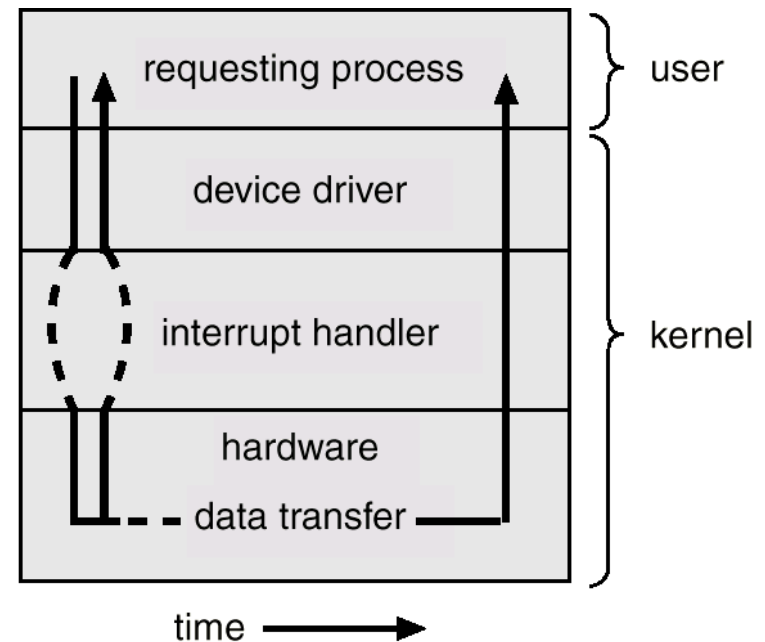 requesting process
user
device driver
interrupt handler
kernel
hardware
data transfer
time